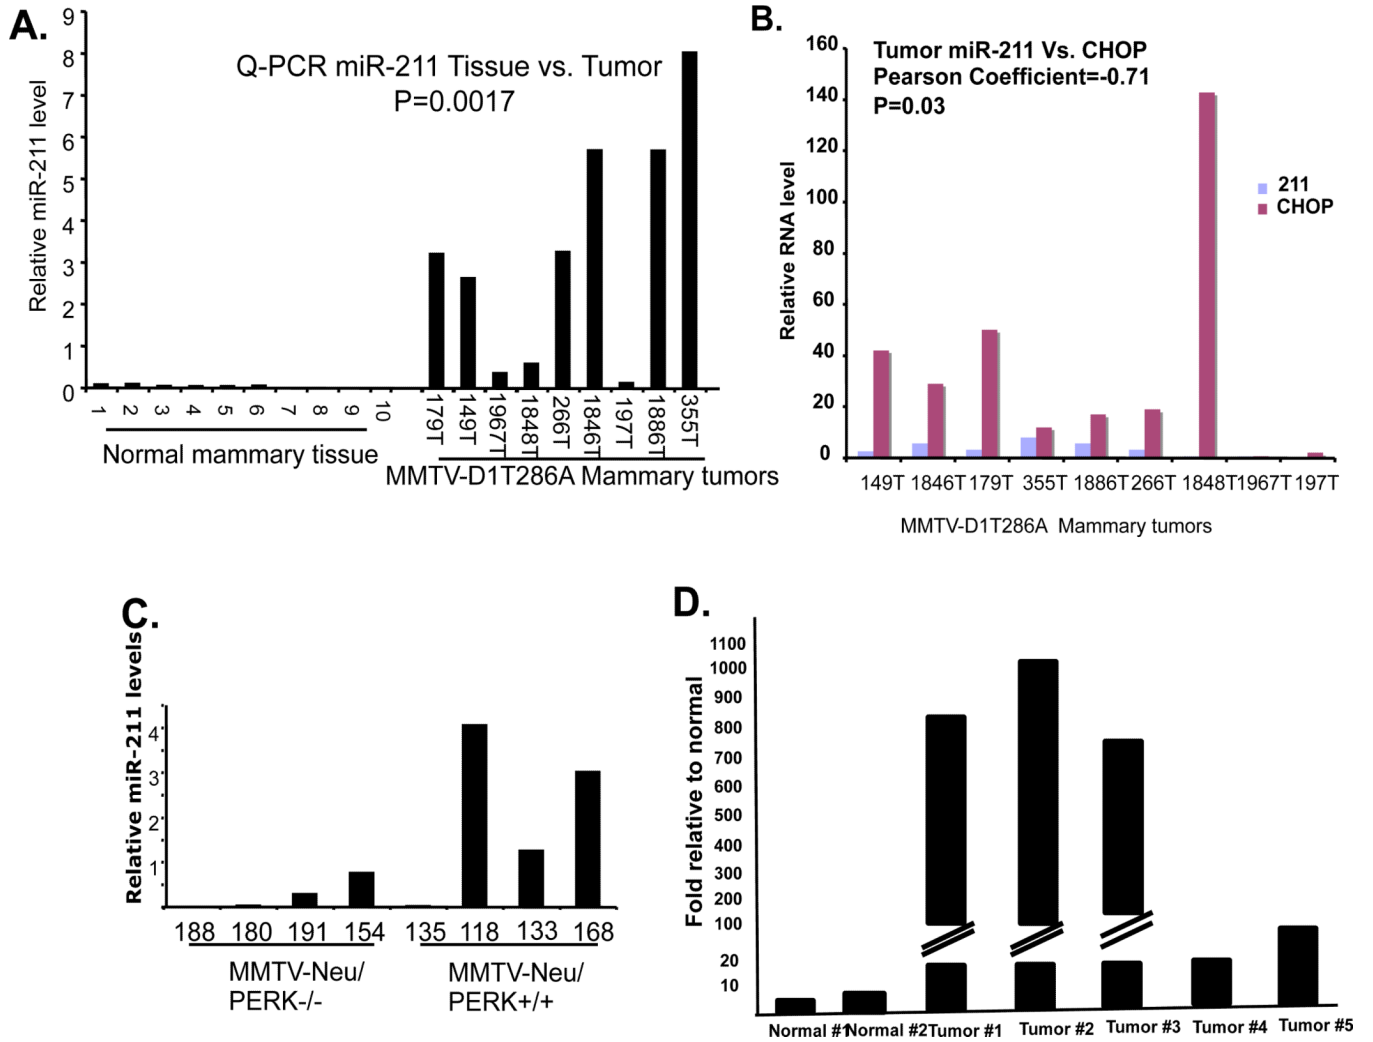 A.
Q-PCR miR-211 Tissue vs. Tumor
P=0.0017
Relative miR-211 level
9
8
7
6
5
4
3
2
1
0
1 2 3 4 5 6 7 8 9 10 179T 149T 1967T 1848T 266T 1846T 197T 1886T 355T
Normal mammary tissue
MMTV-D1T286A Mammary tumors
B.
Tumor miR-211 Vs. CHOP
Pearson Coefficient=-0.71
P=0.03
Relative RNA level
160
140
120
100
80
60
40
20
0
211
CHOP
149T 1846T 179T 355T 1886T 266T 1848T 1967T 197T
MMTV-D1T286A Mammary tumors
C.
Relative miR-211 levels
4
3
2
1
188 180 191 154 135 118 133 168
MMTV-Neu/
PERK-/-
MMTV-Neu/
PERK+/+
D.
Fold relative to normal
1100
1000
900
800
700
600
500
400
300
200
100
20
10
Normal #1 Normal #2 Tumor #1 Tumor #2 Tumor #3 Tumor #4 Tumor #5